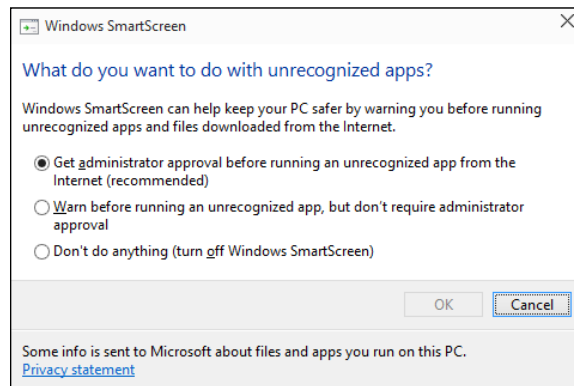 Windows SmartScreen
What do you want to do with unrecognized apps?
Windows SmartScreen can help keep your PC safer by warning you before running
unrecognized apps and files downloaded from the Internet.
Get administrator approval before running an unrecognized app from the
Internet (recommended)
Warn before running an unrecognized app, but don't require administrator
approval
Don't do anything (turn off Windows SmartScreen)
OK Cancel
Some info is sent to Microsoft about files and apps you run on this PC.
Privacy statement